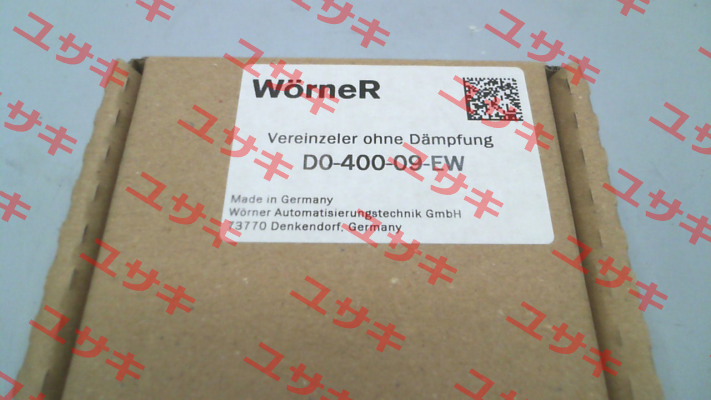 WörneR
Vereinzeler ohne Dämpfung
D0-400-09-EW
Made in Germany
Wörner Automatisierungstechnik GmbH
73770 Denkendorf, Germany
ユサキ